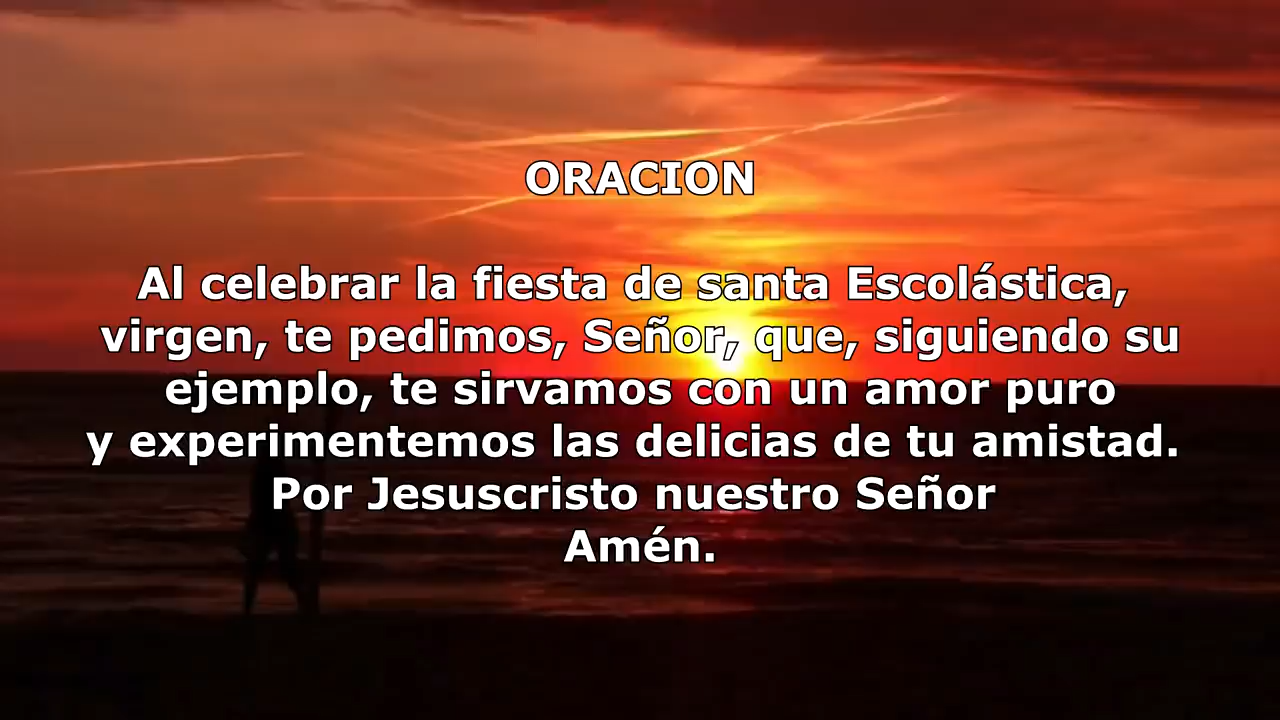 ORACION
Al celebrar la fiesta de santa Escolástica,
virgen, te pedimos, Señor, que, siguiendo su
ejemplo, te sirvamos con un amor puro
y experimentemos las delicias de tu amistad.
Por Jesuscristo nuestro Señor
Amén.